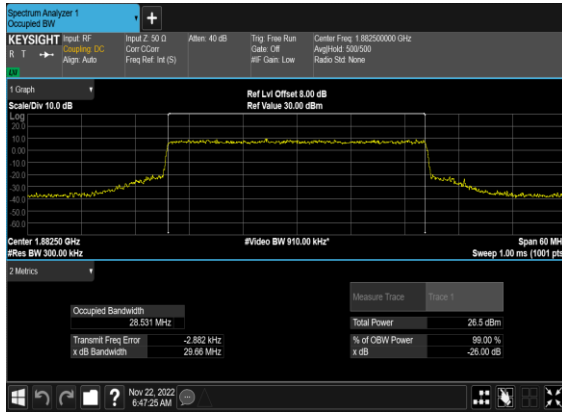 Spectrum Analyzer 1
Occupied BW
+
KEYSIGHT
R T
LW
Input: RF
Coupling: DC
Align: Auto
Input Z: 50 Ω
Corr CCorr
Freq Ref: Int (S)
Atten: 40 dB
Trig: Free Run
Gate: Off
#IF Gain: Low
Center Freq: 1.882500000 GHz
Avg|Hold: 500/500
Radio Std: None
1 Graph
Scale/Div 10.0 dB
Ref Lvl Offset 8.00 dB
Ref Value 30.00 dBm
Log
20.0
10.0
0.00
-10.0
-20.0
-30.0
-40.0
-50.0
-60.0
Center 1.88250 GHz
#Res BW 300.00 kHz
#Video BW 910.00 kHz*
Span 60 MH
Sweep 1.00 ms (1001 pts
2 Metrics
Measure Trace Trace 1
Occupied Bandwidth
28.531 MHz
Total Power 26.5 dBm
Transmit Freq Error -2.882 kHz
% of OBW Power 99.00 %
x dB Bandwidth 29.66 MHz
x dB -26.00 dB
?
Nov 22, 2022
6:47:25 AM